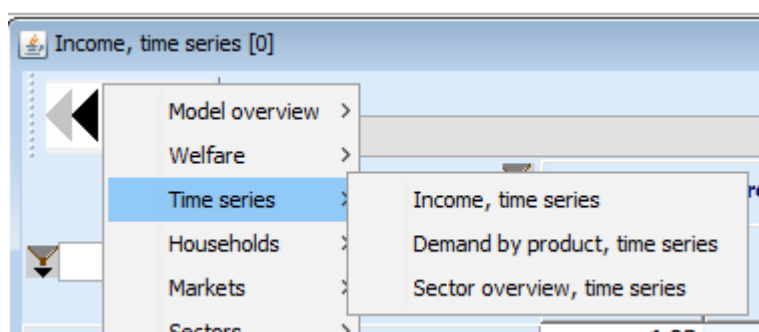 Income, time series [0]
Model overview
Welfare
Time series
Income, time series
Households
Demand by product, time series
Markets
Sector overview, time series
Sectors